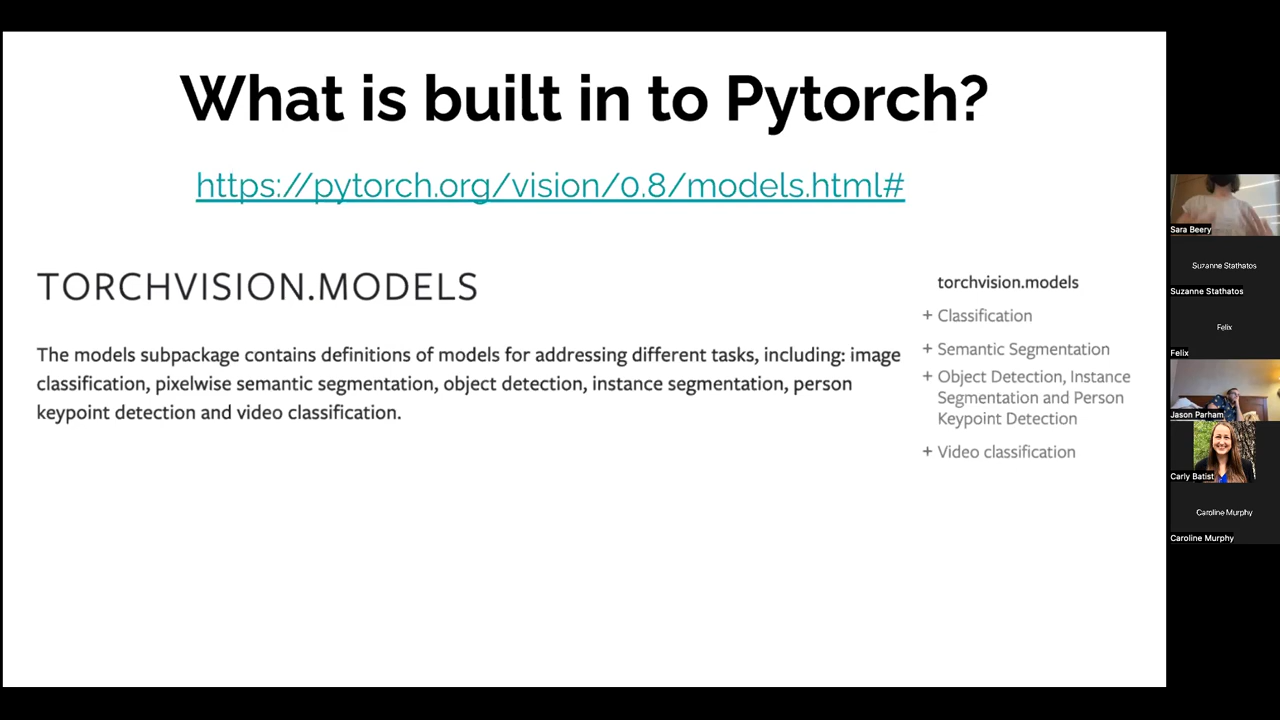 What is built in to Pytorch?
https://pytorch.org/vision/0.8/models.html#
TORCHVISION.MODELS
The models subpackage contains definitions of models for addressing different tasks, including: image
classification, pixelwise semantic segmentation, object detection, instance segmentation, person
keypoint detection and video classification.
torchvision.models
+ Classification
+ Semantic Segmentation
+ Object Detection, Instance
Segmentation and Person
Keypoint Detection
+ Video classification
Sara Beery
Suzanne Stathatos
Suzanne Stathatos
Felix
Felix
Jason Parham
Carly Batist
Caroline Murphy
Caroline Murphy